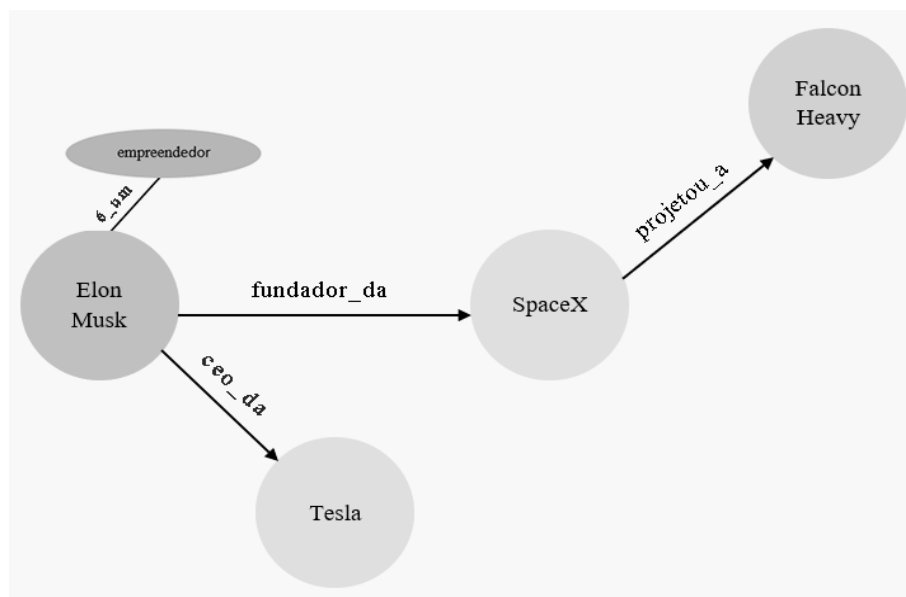 Falcon
Heavy
empreendedor
é_um
projetou_a
Elon
Musk
fundador_da
SpaceX
ceo_da
Tesla